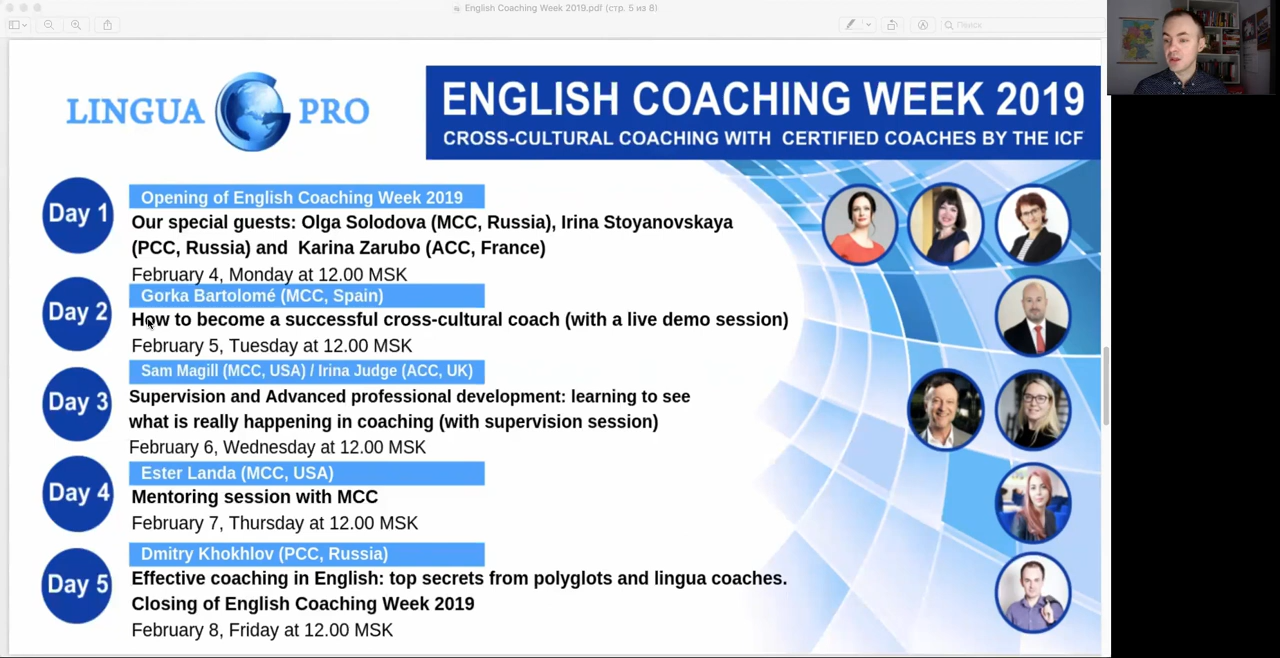 English Coaching Week 2019.pdf (стр. 5 из 8)
Поиск
LINGUA PRO
ENGLISH COACHING WEEK 2019
CROSS-CULTURAL COACHING WITH CERTIFIED COACHES BY THE ICF
Day 1
Opening of English Coaching Week 2019
Our special guests: Olga Solodova (MCC, Russia), Irina Stoyanovskaya
(PCC, Russia) and Karina Zarubo (ACC, France)
February 4, Monday at 12.00 MSK
Day 2
Gorka Bartolomé (MCC, Spain)
How to become a successful cross-cultural coach (with a live demo session)
February 5, Tuesday at 12.00 MSK
Day 3
Sam Magill (MCC, USA) / Irina Judge (ACC, UK)
Supervision and Advanced professional development: learning to see
what is really happening in coaching (with supervision session)
February 6, Wednesday at 12.00 MSK
Day 4
Ester Landa (MCC, USA)
Mentoring session with MCC
February 7, Thursday at 12.00 MSK
Day 5
Dmitry Khokhlov (PCC, Russia)
Effective coaching in English: top secrets from polyglots and lingua coaches.
Closing of English Coaching Week 2019
February 8, Friday at 12.00 MSK